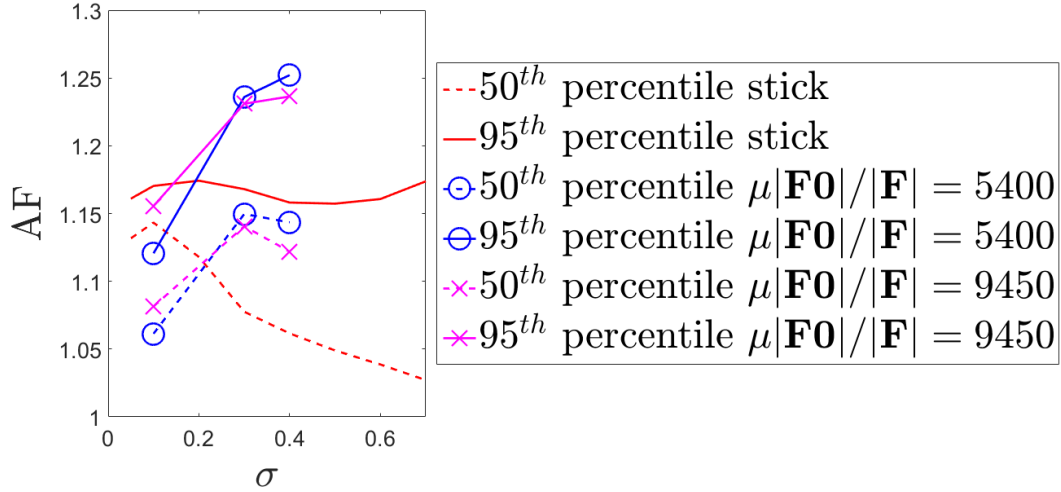 1.3
1.25
1.2
1.15
1.1
1.05
1
AF
0
0.2
0.4
0.6
σ
50th percentile stick
95th percentile stick
50th percentile μ|F0|/|F| = 5400
95th percentile μ|F0|/|F| = 5400
50th percentile μ|F0|/|F| = 9450
95th percentile μ|F0|/|F| = 9450